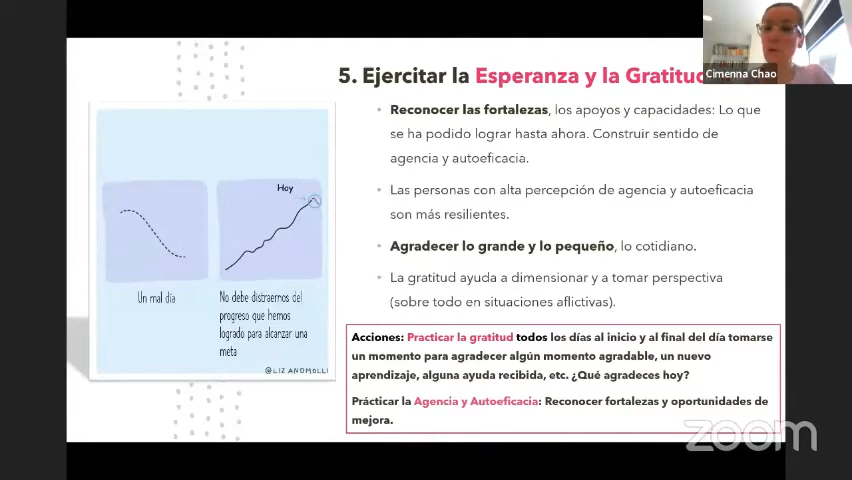 5. Ejercitar la Esperanza y la Gratitud
Cimenna Chao
• Reconocer las fortalezas, los apoyos y capacidades: Lo que
se ha podido lograr hasta ahora. Construir sentido de
agencia y autoeficacia.
• Las personas con alta percepción de agencia y autoeficacia
son más resilientes.
• Agradecer lo grande y lo pequeño, lo cotidiano.
• La gratitud ayuda a dimensionar y a tomar perspectiva
(sobre todo en situaciones aflictivas).
Hoy
Un mal día
No debe distraernos del
progreso que hemos
logrado para alcanzar una
meta
@LIZANDMOLLI
Acciones: Practicar la gratitud todos los días al inicio y al final del día tomarse
un momento para agradecer algún momento agradable, un nuevo
aprendizaje, alguna ayuda recibida, etc. ¿Qué agradeces hoy?
Prácticar la Agencia y Autoeficacia: Reconocer fortalezas y oportunidades de
mejora.
zoom